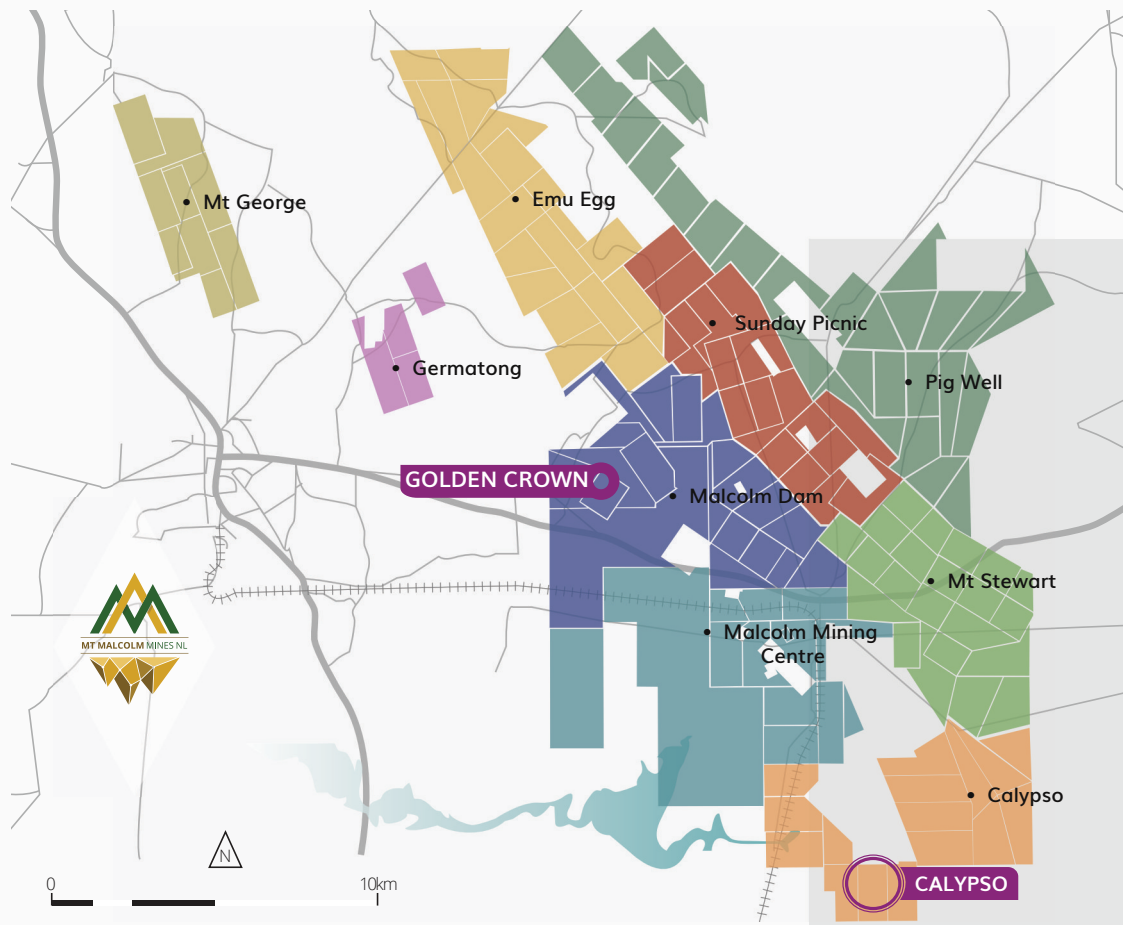 Mt George
Emu Egg
Sunday Picnic
Germatong
Pig Well
GOLDEN CROWN
Malcolm Dam
Mt Stewart
MT MALCOLM MINES NL
Malcolm Mining
Centre
Calypso
N
0
10km
CALYPSO